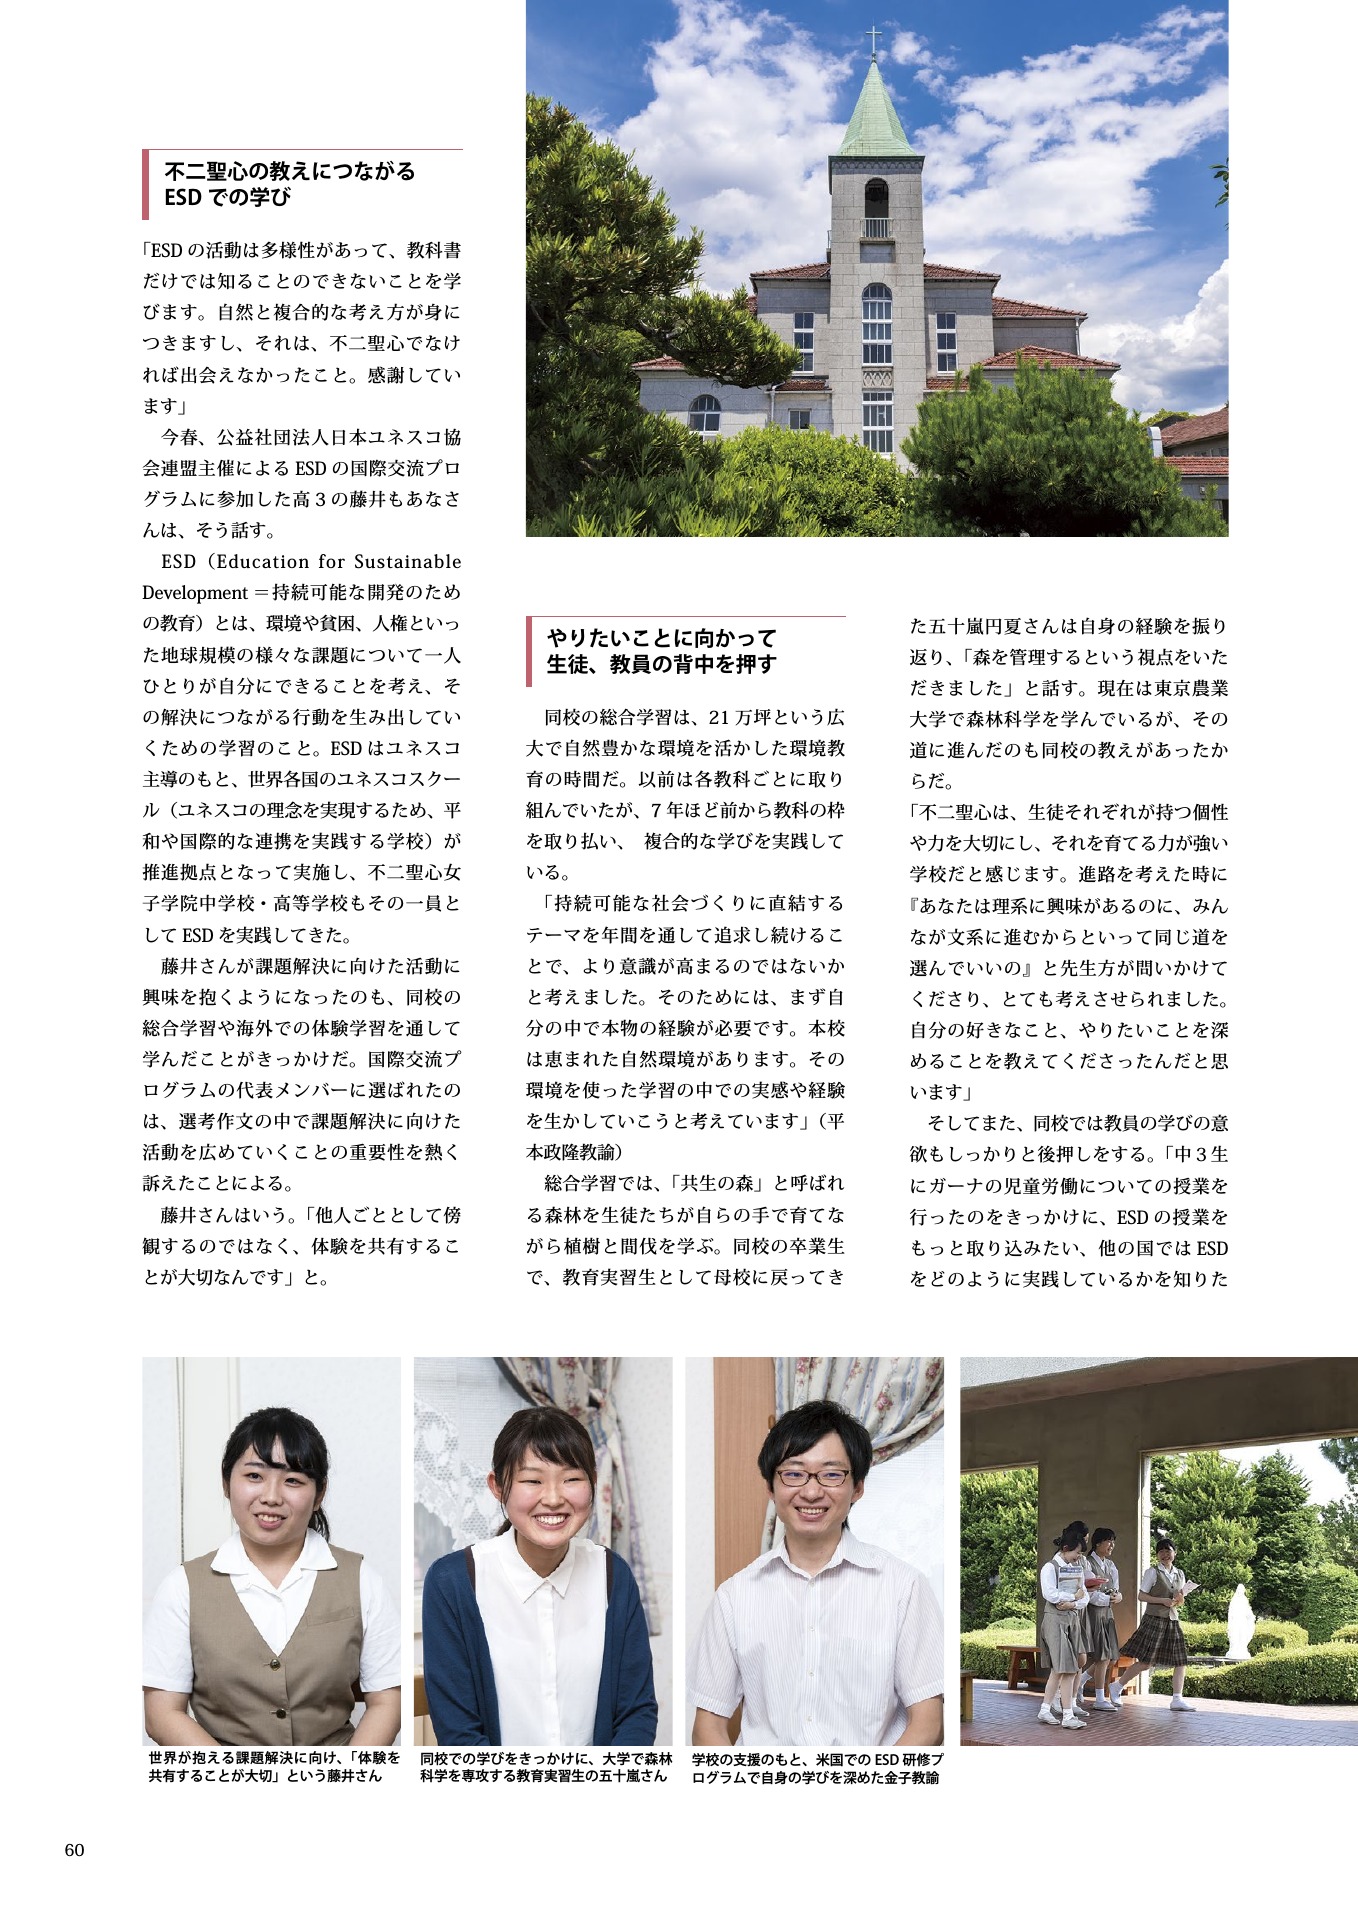 不二聖心の教えにつながる
ESD での学び
「ESD の活動は多様性があって、教科書
だけでは知ることのできないことを学
びます。自然と複合的な考え方が身に
つきますし、それは、不二聖心でなけ
れば出会えなかったこと。感謝してい
ます」
今春、公益社団法人日本ユネスコ協
会連盟主催による ESD の国際交流プロ
グラムに参加した高３の藤井もあなさ
んは、そう話す。
ESD（Education for Sustainable
Development ＝持続可能な開発のため
の教育）とは、環境や貧困、人権といっ
た地球規模の様々な課題について一人
ひとりが自分にできることを考え、そ
の解決につながる行動を生み出してい
くための学習のこと。ESD はユネスコ
主導のもと、世界各国のユネスコスクー
ル（ユネスコの理念を実現するため、平
和や国際的な連携を実践する学校）が
推進拠点となって実施し、不二聖心女
子学院中学校・高等学校もその一員と
して ESD を実践してきた。
藤井さんが課題解決に向けた活動に
興味を抱くようになったのも、同校の
総合学習や海外での体験学習を通して
学んだことがきっかけだ。国際交流プ
ログラムの代表メンバーに選ばれたの
は、選考作文の中で課題解決に向けた
活動を広めていくことの重要性を熱く
訴えたことによる。
藤井さんはいう。「他人ごととして傍
観するのではなく、体験を共有するこ
とが大切なんです」と。
やりたいことに向かって
生徒、教員の背中を押す
同校の総合学習は、21 万坪という広
大で自然豊かな環境を活かした環境教
育の時間だ。以前は各教科ごとに取り
組んでいたが、7 年ほど前から教科の枠
を取り払い、 複合的な学びを実践して
いる。
「持続可能な社会づくりに直結する
テーマを年間を通して追求し続けるこ
とで、より意識が高まるのではないか
と考えました。そのためには、まず自
分の中で本物の経験が必要です。本校
は恵まれた自然環境があります。その
環境を使った学習の中での実感や経験
を生かしていこうと考えています」（平
本政隆教諭）
総合学習では、「共生の森」と呼ばれ
る森林を生徒たちが自らの手で育てな
がら植樹と間伐を学ぶ。同校の卒業生
で、教育実習生として母校に戻ってき
た五十嵐円夏さんは自身の経験を振り
返り、「森を管理するという視点をいた
だきました」と話す。現在は東京農業
大学で森林科学を学んでいるが、その
道に進んだのも同校の教えがあったか
らだ。
「不二聖心は、生徒それぞれが持つ個性
や力を大切にし、それを育てる力が強い
学校だと感じます。進路を考えた時に
『あなたは理系に興味があるのに、みん
なが文系に進むからといって同じ道を
選んでいいの』と先生方が問いかけて
くださり、とても考えさせられました。
自分の好きなこと、やりたいことを深
めることを教えてくださったんだと思
います」
そしてまた、同校では教員の学びの意
欲もしっかりと後押しをする。「中３生
にガーナの児童労働についての授業を
行ったのをきっかけに、ESD の授業を
もっと取り込みたい、他の国では ESD
をどのように実践しているかを知りた
世界が抱える課題解決に向け、「体験を
共有することが大切」という藤井さん
同校での学びをきっかけに、大学で森林
科学を専攻する教育実習生の五十嵐さん
学校の支援のもと、米国での ESD 研修プ
ログラムで自身の学びを深めた金子教諭
60